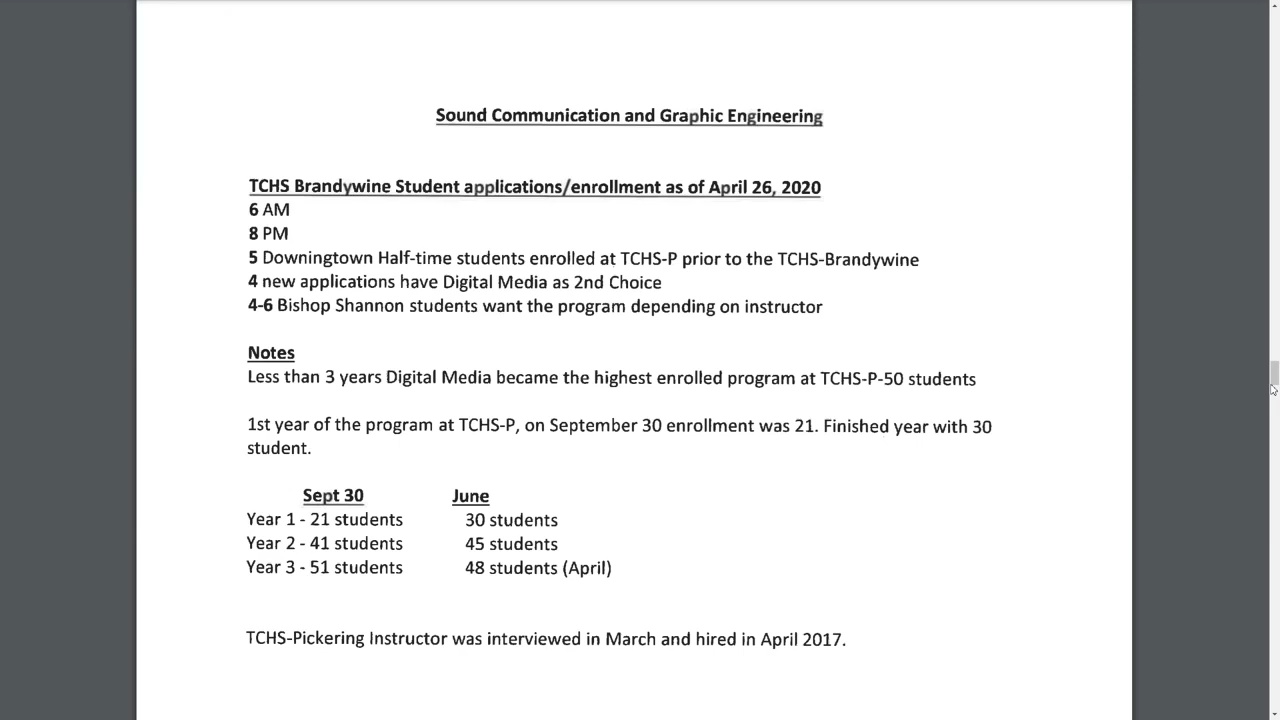 Sound Communication and Graphic Engineering
TCHS Brandywine Student applications/enrollment as of April 26, 2020
6 AM
8 PM
5 Downingtown Half-time students enrolled at TCHS-P prior to the TCHS-Brandywine
4 new applications have Digital Media as 2nd Choice
4-6 Bishop Shannon students want the program depending on instructor
Notes
Less than 3 years Digital Media became the highest enrolled program at TCHS-P-50 students
1st year of the program at TCHS-P, on September 30 enrollment was 21. Finished year with 30
student.
Sept 30 June
Year 1 - 21 students 30 students
Year 2 - 41 students 45 students
Year 3 - 51 students 48 students (April)
TCHS-Pickering Instructor was interviewed in March and hired in April 2017.